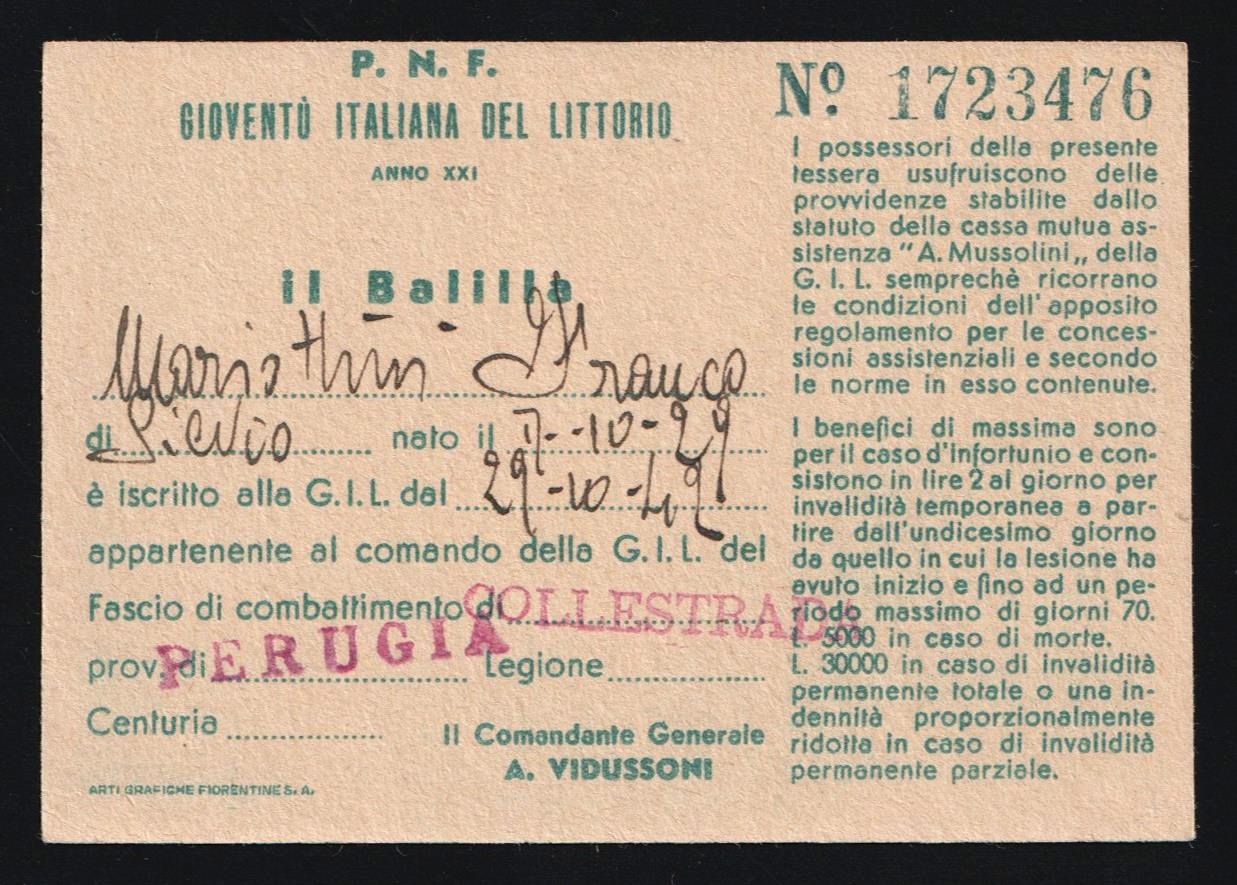 P. N. F.
GIOVENTÙ ITALIANA DEL LITTORIO
ANNO XXI
il Balilla
Mariottini Franco
di Silvio nato il 7-10-29
è iscritto alla G.I.L. dal 29-10-42
appartenente al comando della G.I.L. del
Fascio di combattimento di COLLESTRADA
prov. di PERUGIA Legione
Centuria
Il Comandante Generale
A. VIDUSSONI
ARTI GRAFICHE FIORENTINE S. A.
Nº. 1723476
I possessori della presente
tessera usufruiscono delle
provvidenze stabilite dallo
statuto della cassa mutua as-
sistenza "A. Mussolini„ della
G. I. L. semprechè ricorrano
le condizioni dell'apposito
regolamento per le conces-
sioni assistenziali e secondo
le norme in esso contenute.
I benefici di massima sono
per il caso d'infortunio e con-
sistono in lire 2 al giorno per
invalidità temporanea a par-
tire dall'undicesimo giorno
da quello in cui la lesione ha
avuto inizio e fino ad un pe-
riodo massimo di giorni 70.
L. 5000 in caso di morte.
L. 30000 in caso di invalidità
permanente totale o una in-
dennità proporzionalmente
ridotta in caso di invalidità
permanente parziale.